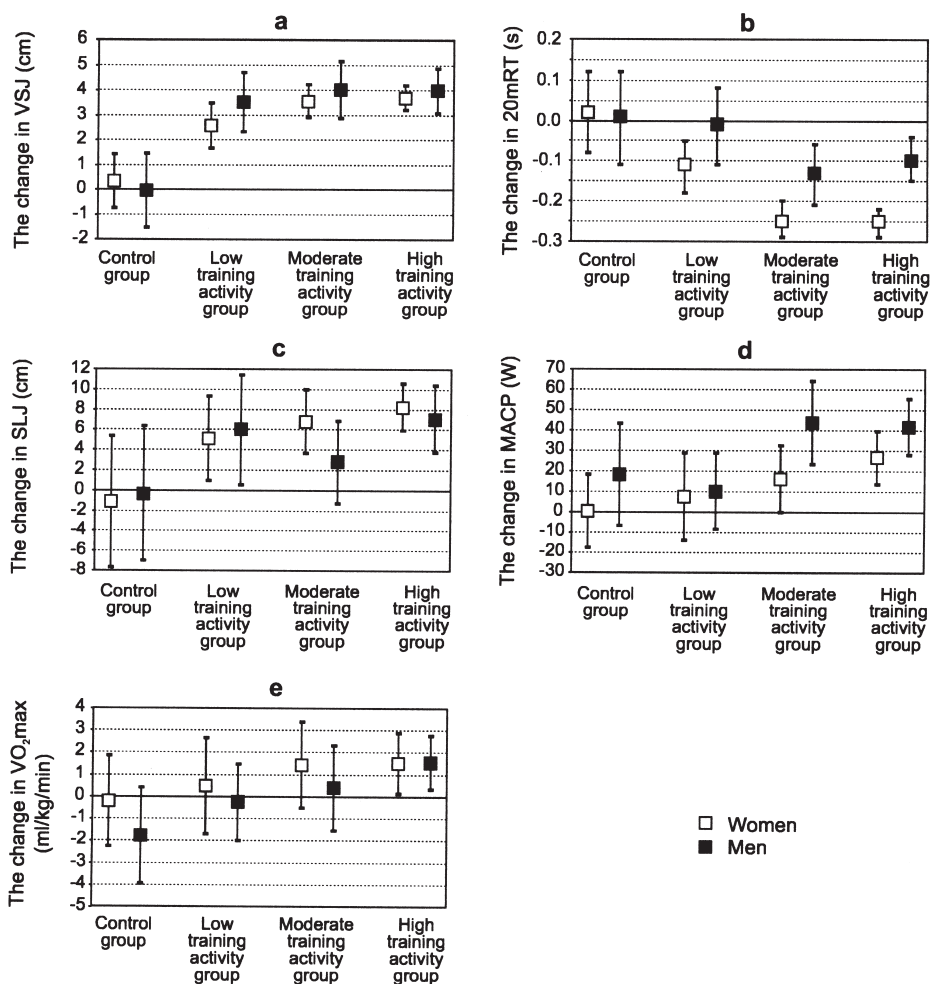 a
The change in VSJ (cm)
6
5
4
3
2
1
0
-1
-2
Control
group
Low
training
activity
group
Moderate
training
activity
group
High
training
activity
group
b
The change in 20mRT (s)
0.2
0.1
0.0
-0.1
-0.2
-0.3
Control
group
Low
training
activity
group
Moderate
training
activity
group
High
training
activity
group
c
The change in SLJ (cm)
12
10
8
6
4
2
0
-2
-4
-6
-8
Control
group
Low
training
activity
group
Moderate
training
activity
group
High
training
activity
group
d
The change in MACP (W)
70
60
50
40
30
20
10
0
-10
-20
-30
Control
group
Low
training
activity
group
Moderate
training
activity
group
High
training
activity
group
e
The change in VO₂max
(ml/kg/min)
4
3
2
1
0
-1
-2
-3
-4
-5
Control
group
Low
training
activity
group
Moderate
training
activity
group
High
training
activity
group
Women
Men